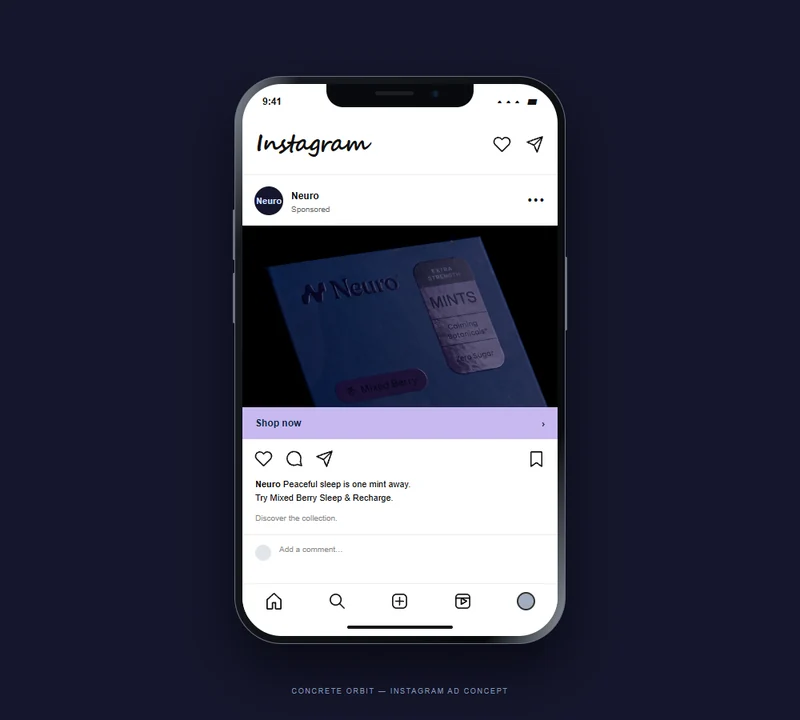 9:41
Instagram
Neuro
Neuro
Sponsored
Neuro
EXTRA
STRENGTH
MINTS
Calming
botanicals*
Zero Sugar
Mixed Berry
Shop now
Neuro Peaceful sleep is one mint away.
Try Mixed Berry Sleep & Recharge.
Discover the collection.
Add a comment...
CONCRETE ORBIT — INSTAGRAM AD CONCEPT